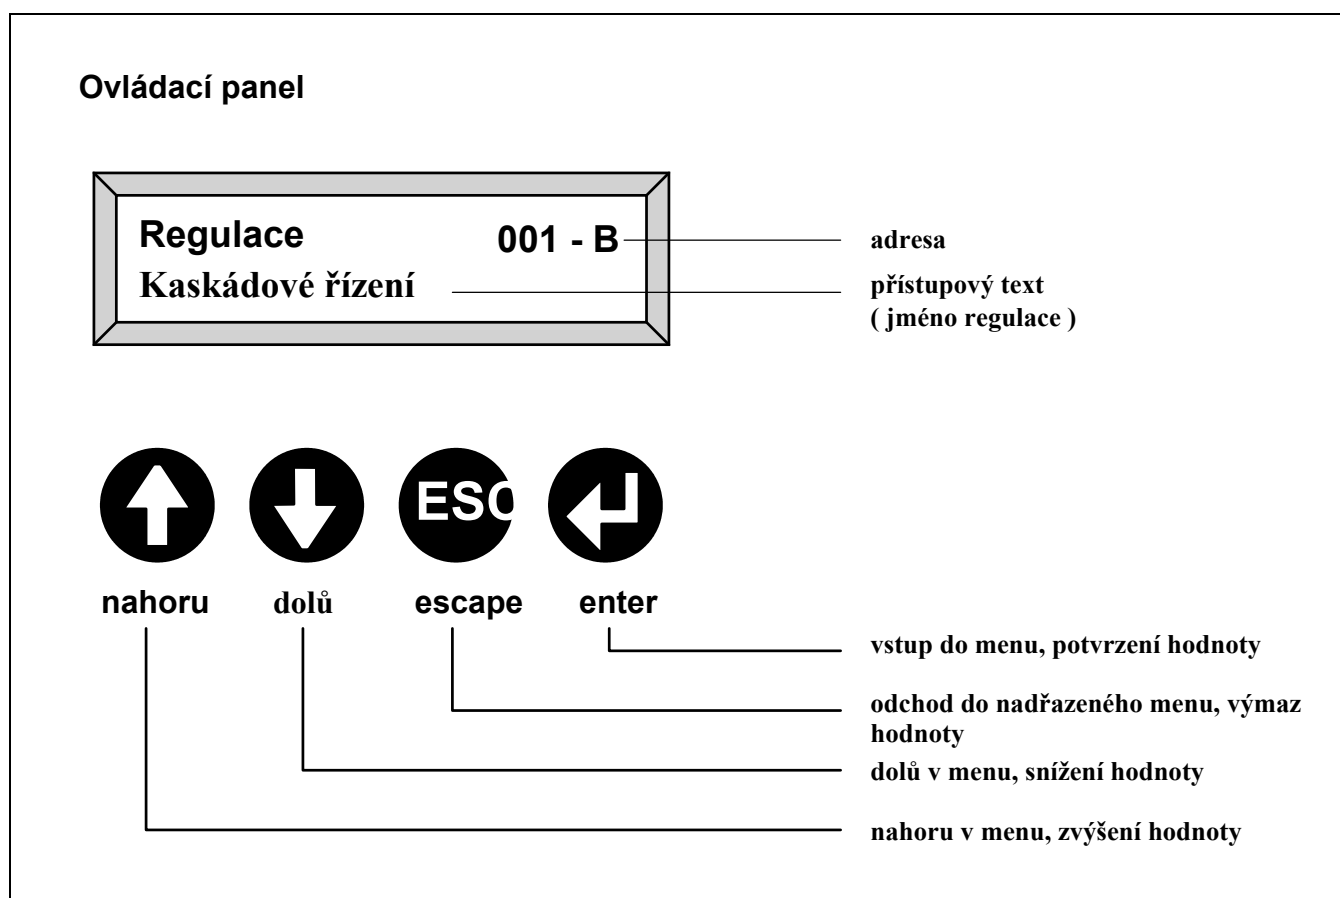 Ovládací panel
Regulace 001 - B
adresa
Kaskádové řízení
přístupový text
( jméno regulace )
ESC
nahoru dolů escape enter
vstup do menu, potvrzení hodnoty
odchod do nadřazeného menu, výmaz
hodnoty
dolů v menu, snížení hodnoty
nahoru v menu, zvýšení hodnoty